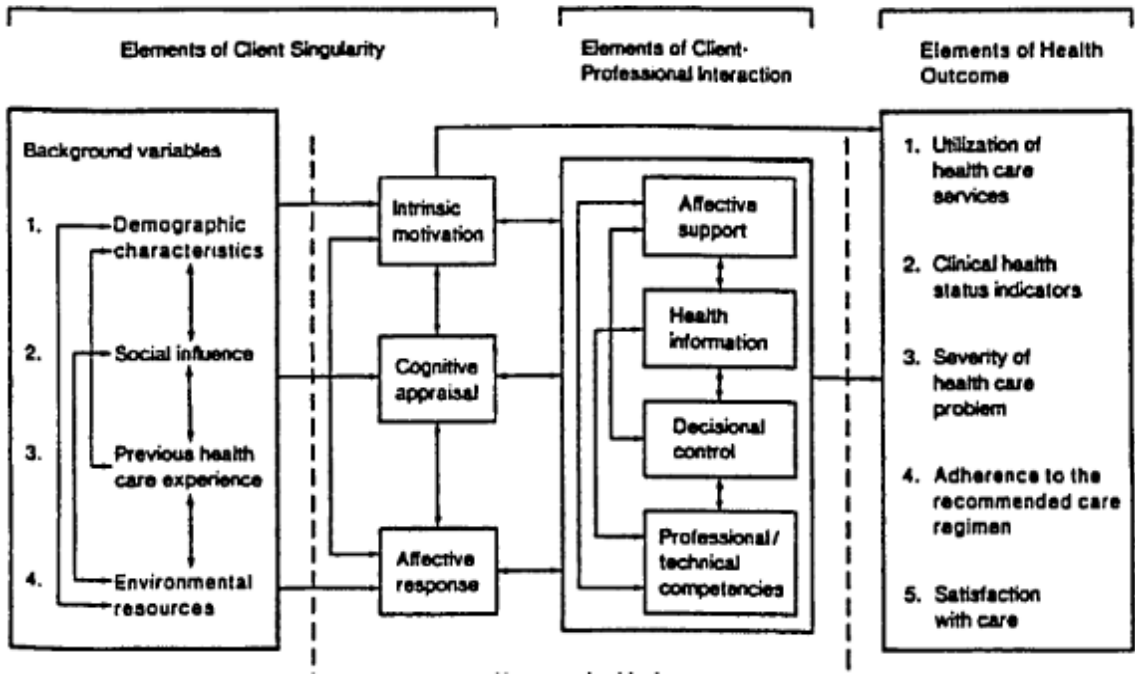 Elements of Client Singularity
Elements of Client-
Professional Interaction
Elements of Health
Outcome
Background variables
1. Demographic
characteristics
2. Social influence
3. Previous health
care experience
4. Environmental
resources
Intrinsic
motivation
Cognitive
appraisal
Affective
response
Affective
support
Health
information
Decisional
control
Professional/
technical
competencies
1. Utilization of
health care
services
2. Clinical health
status indicators
3. Severity of
health care
problem
4. Adherence to the
recommended care
regimen
5. Satisfaction
with care